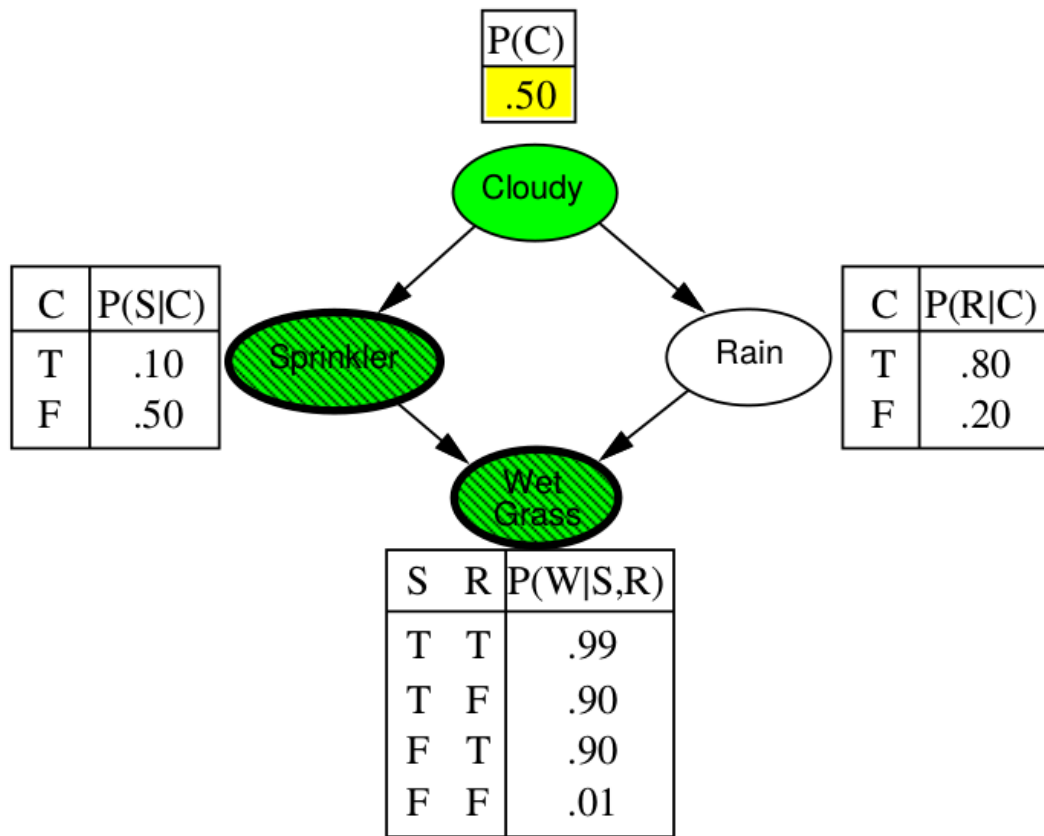 P(C)
.50
Cloudy
C P(S|C)
T .10
F .50
Sprinkler
Rain
C P(R|C)
T .80
F .20
Wet
Grass
S R P(W|S,R)
T T .99
T F .90
F T .90
F F .01